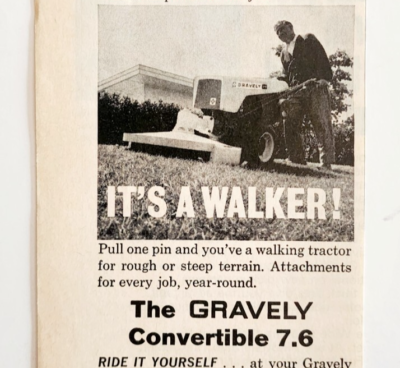 GRAVELY
IT'S A WALKER!
Pull one pin and you've a walking tractor
for rough or steep terrain. Attachments
for every job, year-round.
The GRAVELY
Convertible 7.6
RIDE IT YOURSELF . . . at your Gravely